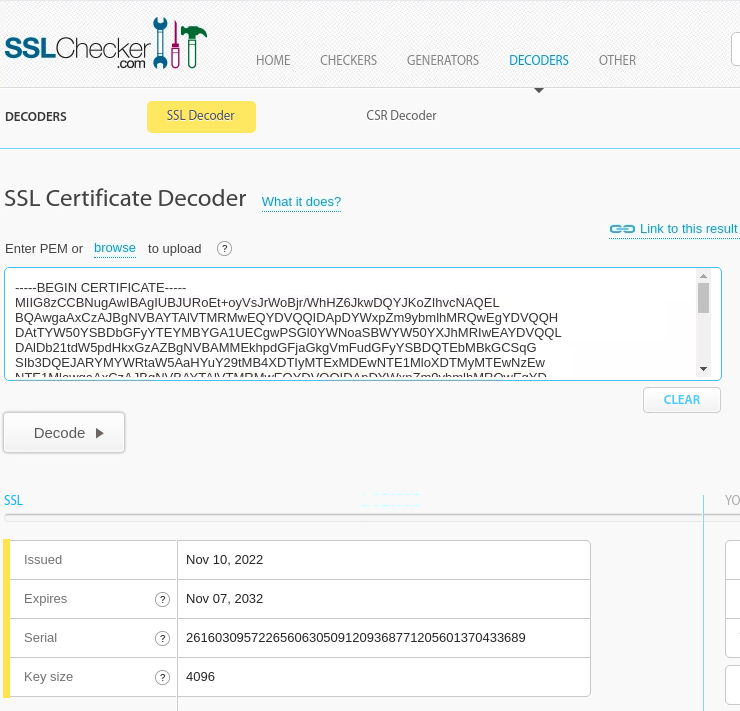 SSLChecker
.com
HOME CHECKERS GENERATORS DECODERS OTHER
DECODERS SSL Decoder CSR Decoder
SSL Certificate Decoder What it does?
Link to this result
Enter PEM or browse to upload ?
-----BEGIN CERTIFICATE-----
MIIG8zCCBNugAwIBAgIUBJURoEt+oyVsJrWoBjr/WhHZ6JkwDQYJKoZIhvcNAQEL
BQAwgaAxCzAJBgNVBAYTAlVTMRMwEQYDVQQIDApDYWxpZm9ybmlhMRQwEgYDVQQH
DAtTYW50YSBDbGFyYTEYMBYGA1UECgwPSGl0YWNoaSBWYW50YXJhMRIwEAYDVQQL
DAlDb21tdW5pdHkxGzAZBgNVBAMMEkhpdGFjaGkgVmFudGFyYSBDQTEbMBkGCSqG
SIb3DQEJARYMYWRtaW5AaHYuY29tMB4XDTIyMTExMDEwNTE1MloXDTMyMTEwNzEw
NTE1MlowgaAxCzAJBgNVBAYTAlVTMRMwEQYDVQQIDApDYWxpZm9ybmlhMRQwEgYD
CLEAR
Decode
SSL YO
Issued Nov 10, 2022
Expires ? Nov 07, 2032
Serial ? 26160309572265606305091209368771205601370433689
Key size ? 4096